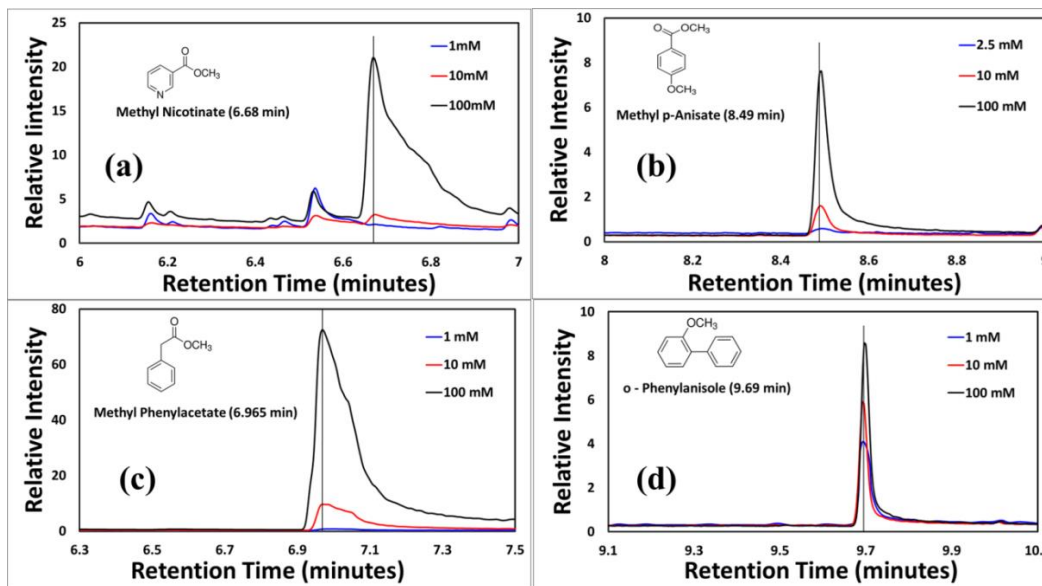 25
20
15
10
5
0
Relative Iintensity
O
O
CH₃
N
Methyl Nicotinate (6.68 min)
1mM
10mM
100mM
(a)
6
6.2
6.4
6.6
6.8
7
Retention Time (minutes)
10
8
6
4
2
0
Relative Intensity
O
O
CH₃
OCH₃
Methyl p-Anisate (8.49 min)
2.5 mM
10 mM
100 mM
(b)
8
8.2
8.4
8.6
8.8
Retention Time (minutes)
80
60
40
20
0
Relative Intensity
O
O
CH₃
Methyl Phenylacetate (6.965 min)
1 mM
10 mM
100 mM
(c)
6.3
6.5
6.7
6.9
7.1
7.3
7.5
Retention Time (minutes)
10
8
6
4
2
0
Relative Intensity
OCH₃
o - Phenylanisole (9.69 min)
1 mM
10 mM
100 mM
(d)
9.1
9.3
9.5
9.7
9.9
10.
Retention Time (minutes)